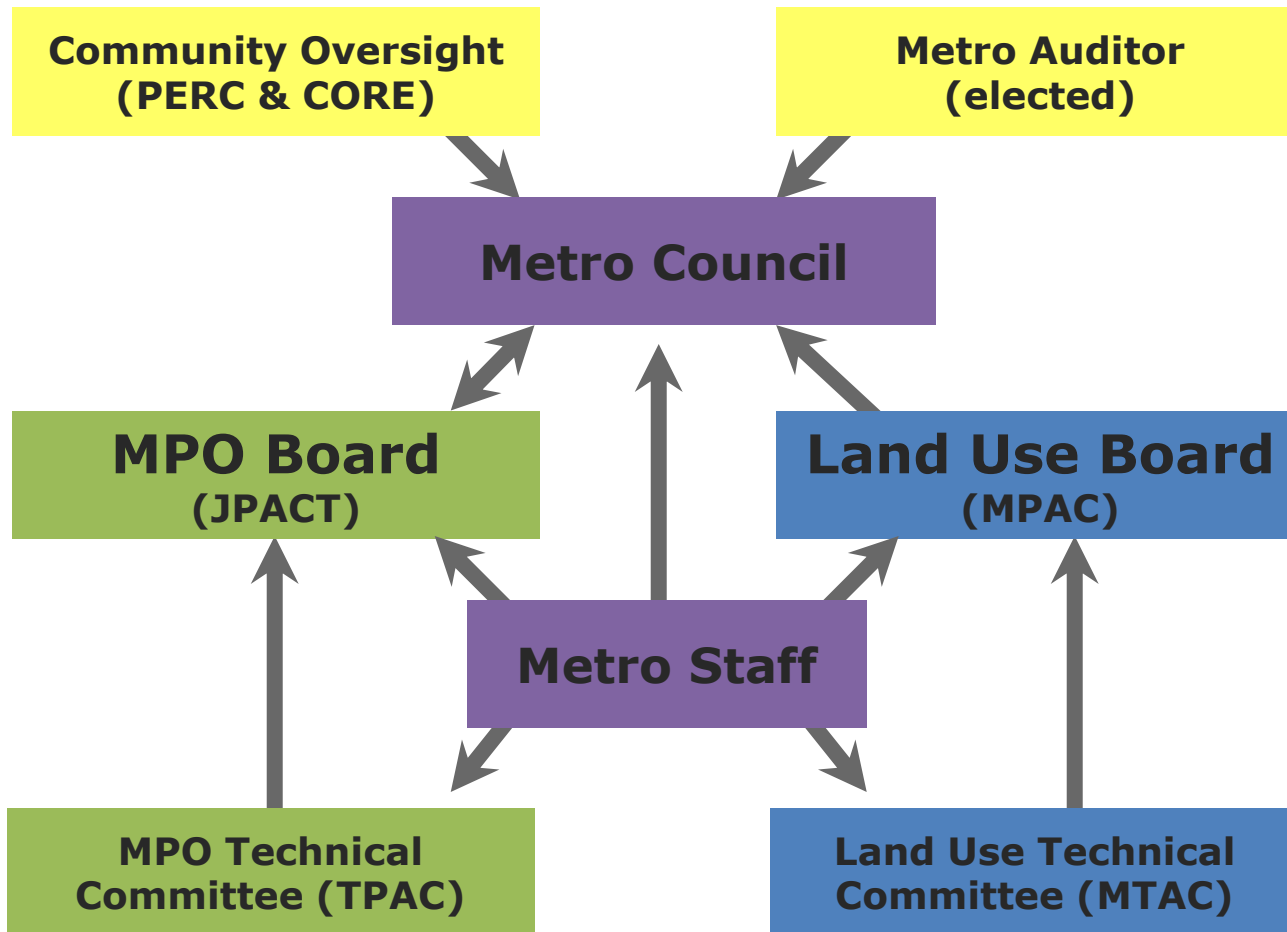 Community Oversight
(PERC & CORE)
Metro Auditor
(elected)
Metro Council
MPO Board
(JPACT)
Land Use Board
(MPAC)
Metro Staff
MPO Technical
Committee (TPAC)
Land Use Technical
Committee (MTAC)